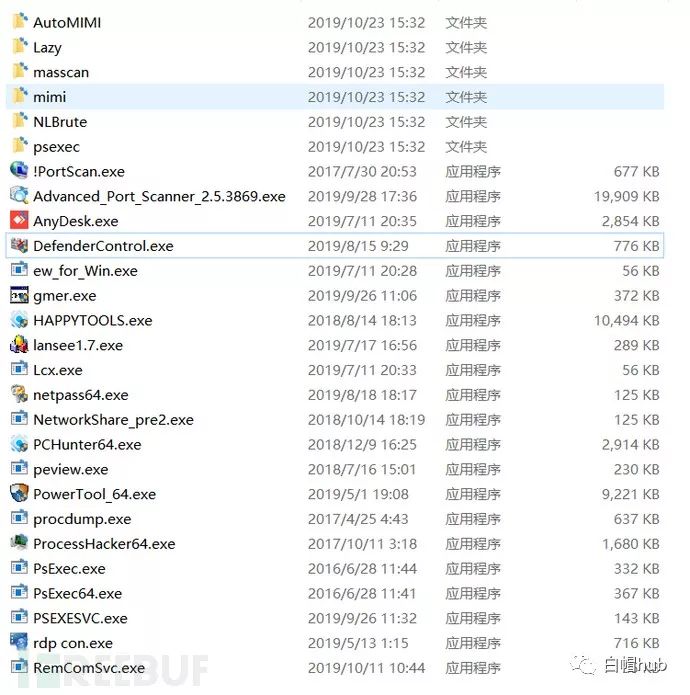 AutoMIMI 2019/10/23 15:32 文件夹
Lazy 2019/10/23 15:32 文件夹
masscan 2019/10/23 15:32 文件夹
mimi 2019/10/23 15:32 文件夹
NLBrute 2019/10/23 15:32 文件夹
psexec 2019/10/23 15:32 文件夹
!PortScan.exe 2017/7/30 20:53 应用程序 677 KB
Advanced_Port_Scanner_2.5.3869.exe 2019/9/28 17:36 应用程序 19,909 KB
AnyDesk.exe 2019/7/11 20:35 应用程序 2,854 KB
DefenderControl.exe 2019/8/15 9:29 应用程序 776 KB
ew_for_Win.exe 2019/7/11 20:28 应用程序 56 KB
gmer.exe 2019/9/26 11:06 应用程序 372 KB
HAPPYTOOLS.exe 2018/8/14 18:13 应用程序 10,494 KB
lansee1.7.exe 2019/7/17 16:56 应用程序 289 KB
Lcx.exe 2019/7/11 20:33 应用程序 56 KB
netpass64.exe 2019/8/18 18:17 应用程序 125 KB
NetworkShare_pre2.exe 2018/10/14 18:19 应用程序 125 KB
PCHunter64.exe 2018/12/9 16:25 应用程序 2,914 KB
peview.exe 2018/7/16 15:01 应用程序 230 KB
PowerTool_64.exe 2019/5/1 19:08 应用程序 9,221 KB
procdump.exe 2017/4/25 4:43 应用程序 637 KB
ProcessHacker64.exe 2017/10/11 3:18 应用程序 1,680 KB
PsExec.exe 2016/6/28 11:44 应用程序 332 KB
PsExec64.exe 2016/6/28 11:41 应用程序 367 KB
PSEXESVC.exe 2019/9/26 11:32 应用程序 143 KB
rdp con.exe 2019/5/13 1:15 应用程序 716 KB
RemComSvc.exe 2019/10/11 10:44 应用程序 KB
REEBUF
白帽hub